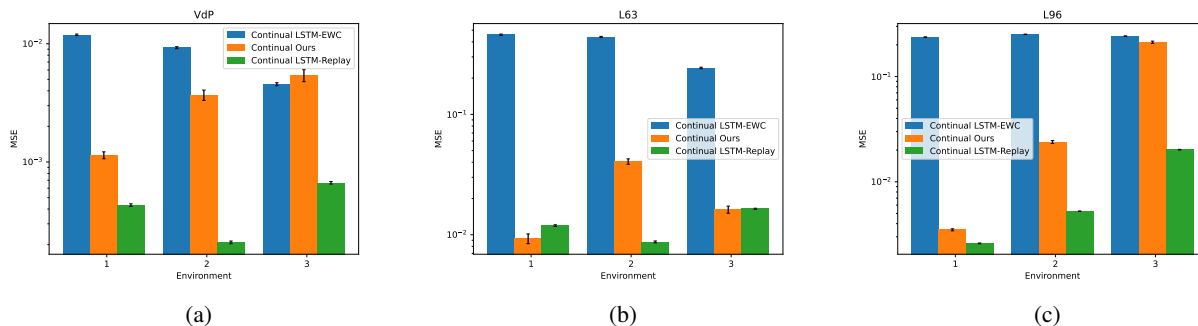 VdP
Continual LSTM-EWC
Continual Ours
Continual LSTM-Replay
10⁻²
10⁻³
MSE
1 2 3
Environment
(a)
L63
Continual LSTM-EWC
Continual Ours
Continual LSTM-Replay
10⁻¹
10⁻²
MSE
1 2 3
Environment
(b)
L96
Continual LSTM-EWC
Continual Ours
Continual LSTM-Replay
10⁻¹
10⁻²
MSE
1 2 3
Environment
(c)